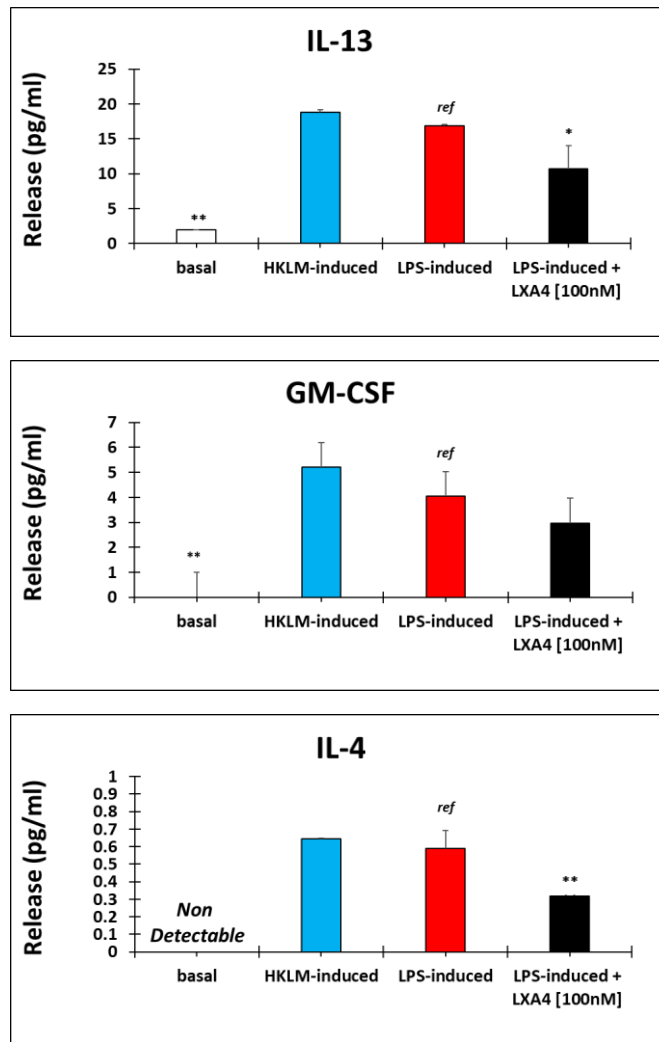 IL-13
Release (pg/ml)
25
20
15
10
5
0
**
ref
*
basal
HKLM-induced
LPS-induced
LPS-induced +
LXA4 [100nM]
GM-CSF
Release (pg/ml)
7
6
5
4
3
2
1
0
**
ref
basal
HKLM-induced
LPS-induced
LPS-induced +
LXA4 [100nM]
IL-4
Release (pg/ml)
1
0.9
0.8
0.7
0.6
0.5
0.4
0.3
0.2
0.1
0
Non
Detectable
ref
**
basal
HKLM-induced
LPS-induced
LPS-induced +
LXA4 [100nM]